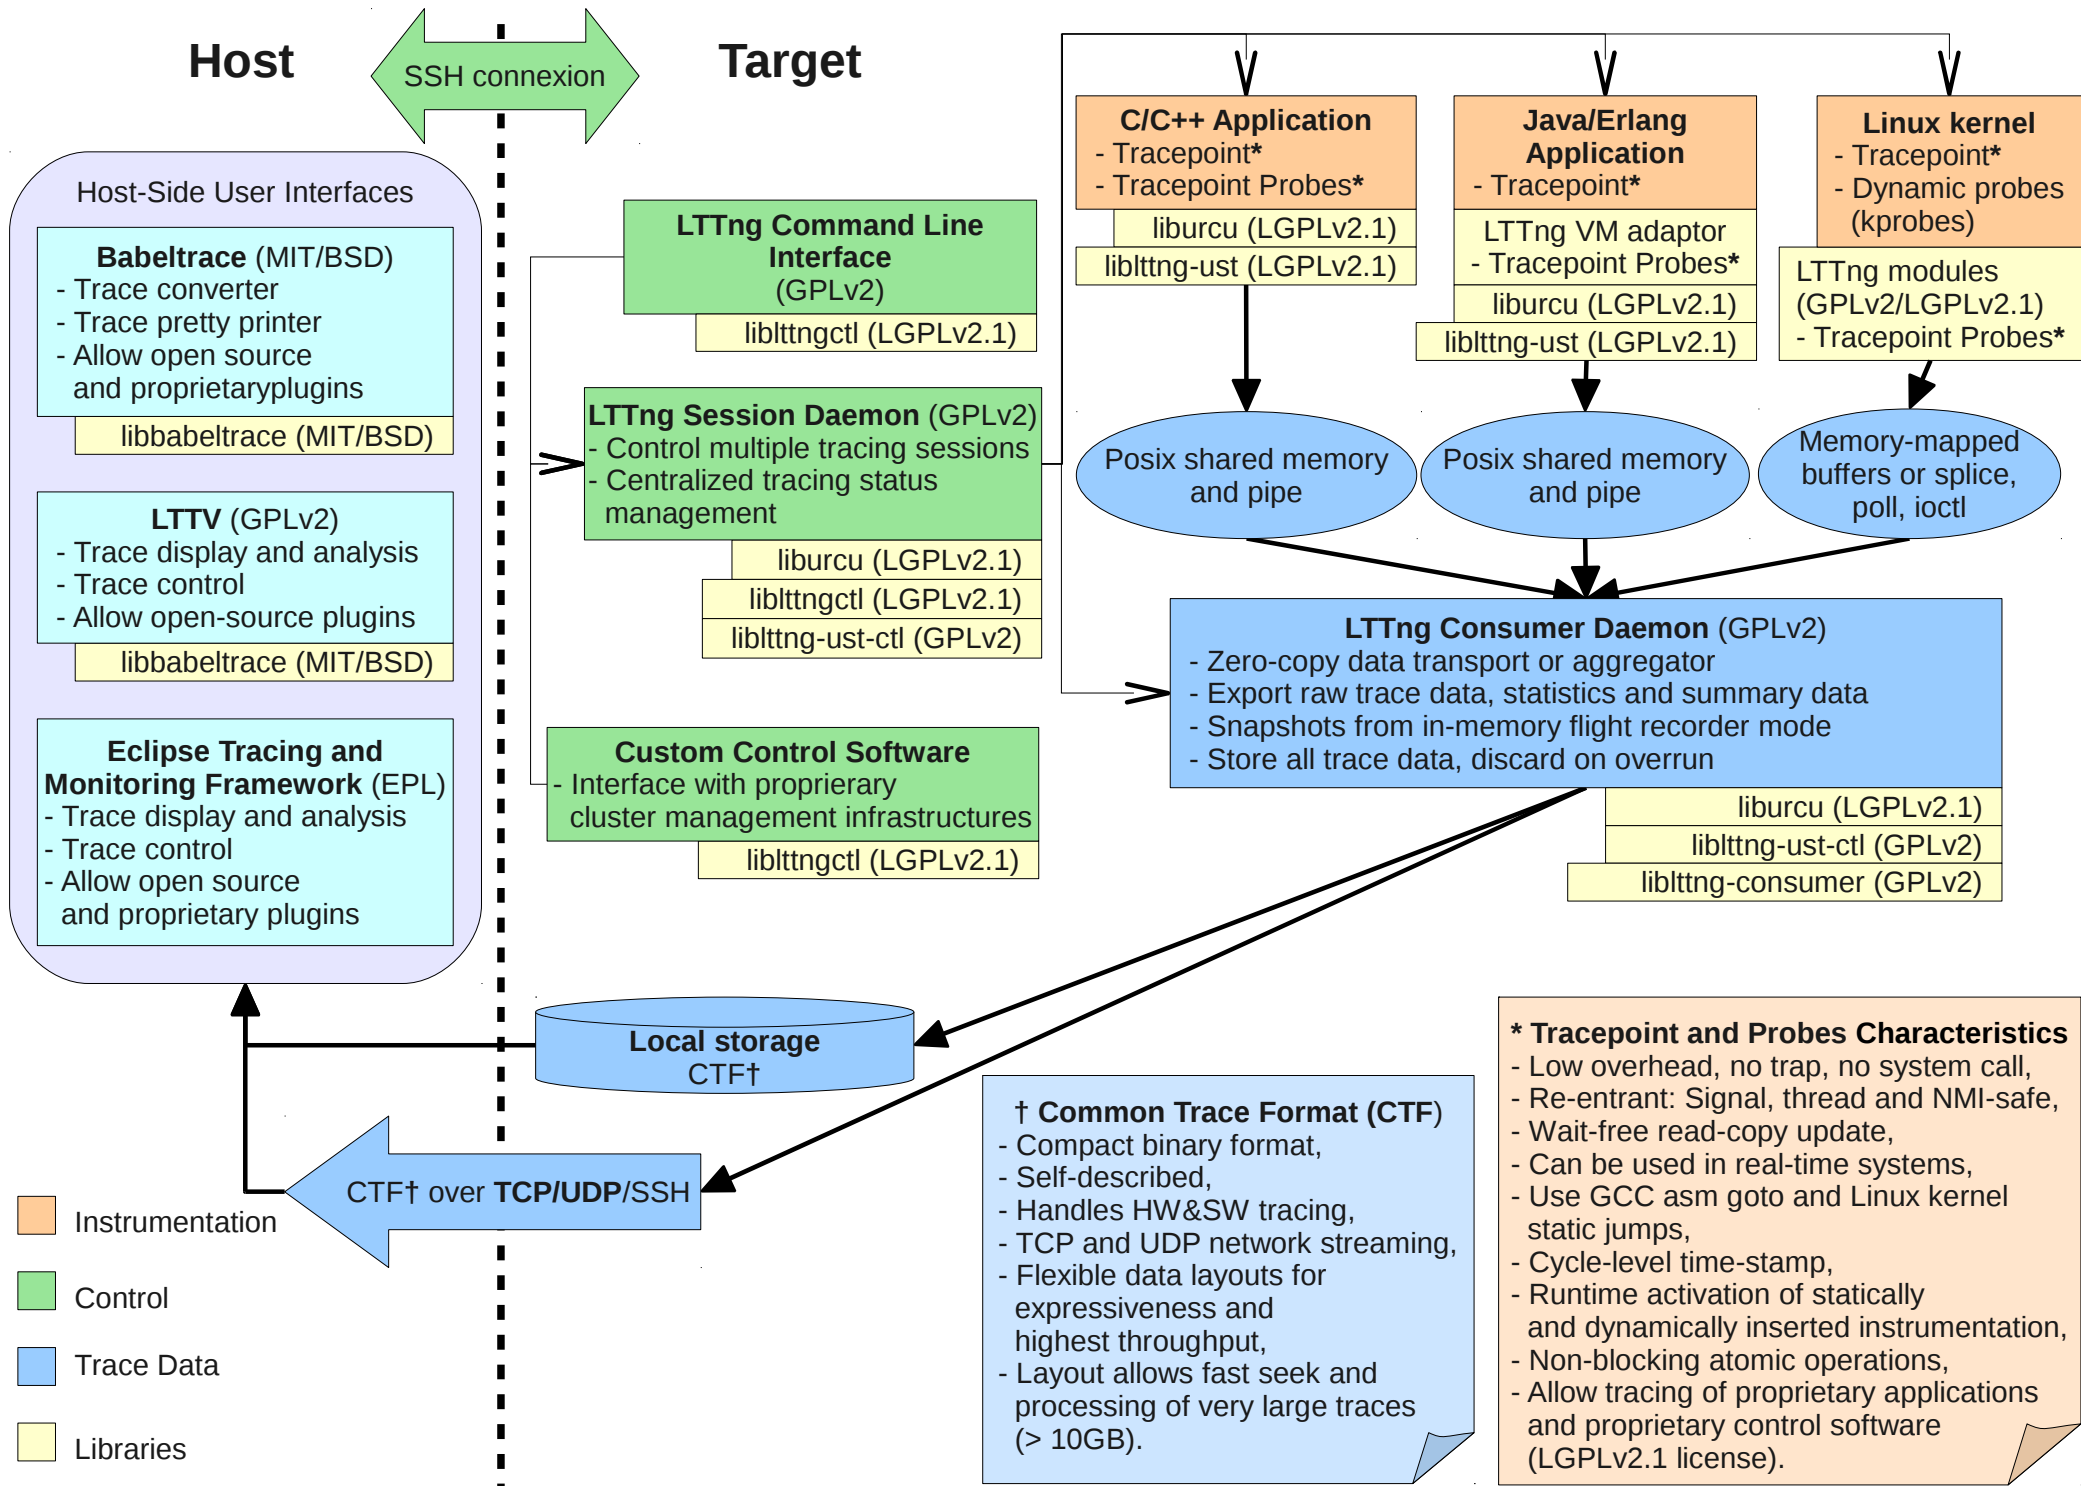 Host
SSH connexion
Target
Host-Side User Interfaces
Babeltrace (MIT/BSD)
- Trace converter
- Trace pretty printer
- Allow open source
and proprietaryplugins
libbabeltrace (MIT/BSD)
LTTV (GPLv2)
- Trace display and analysis
- Trace control
- Allow open-source plugins
libbabeltrace (MIT/BSD)
Eclipse Tracing and
Monitoring Framework (EPL)
- Trace display and analysis
- Trace control
- Allow open source
and proprietary plugins
LTTng Command Line
Interface
(GPLv2)
liblttngctl (LGPLv2.1)
LTTng Session Daemon (GPLv2)
- Control multiple tracing sessions
- Centralized tracing status
management
liburcu (LGPLv2.1)
liblttngctl (LGPLv2.1)
liblttng-ust-ctl (GPLv2)
Custom Control Software
- Interface with proprierary
cluster management infrastructures
liblttngctl (LGPLv2.1)
C/C++ Application
- Tracepoint*
- Tracepoint Probes*
liburcu (LGPLv2.1)
liblttng-ust (LGPLv2.1)
Java/Erlang
Application
- Tracepoint*
LTTng VM adaptor
- Tracepoint Probes*
liburcu (LGPLv2.1)
liblttng-ust (LGPLv2.1)
Linux kernel
- Tracepoint*
- Dynamic probes
(kprobes)
LTTng modules
(GPLv2/LGPLv2.1)
- Tracepoint Probes*
Posix shared memory
and pipe
Posix shared memory
and pipe
Memory-mapped
buffers or splice,
poll, ioctl
LTTng Consumer Daemon (GPLv2)
- Zero-copy data transport or aggregator
- Export raw trace data, statistics and summary data
- Snapshots from in-memory flight recorder mode
- Store all trace data, discard on overrun
liburcu (LGPLv2.1)
liblttng-ust-ctl (GPLv2)
liblttng-consumer (GPLv2)
Local storage
CTF†
CTF† over TCP/UDP/SSH
Instrumentation
Control
Trace Data
Libraries
† Common Trace Format (CTF)
- Compact binary format,
- Self-described,
- Handles HW&SW tracing,
- TCP and UDP network streaming,
- Flexible data layouts for
expressiveness and
highest throughput,
- Layout allows fast seek and
processing of very large traces
(> 10GB).
* Tracepoint and Probes Characteristics
- Low overhead, no trap, no system call,
- Re-entrant: Signal, thread and NMI-safe,
- Wait-free read-copy update,
- Can be used in real-time systems,
- Use GCC asm goto and Linux kernel
static jumps,
- Cycle-level time-stamp,
- Runtime activation of statically
and dynamically inserted instrumentation,
- Non-blocking atomic operations,
- Allow tracing of proprietary applications
and proprietary control software
(LGPLv2.1 license).